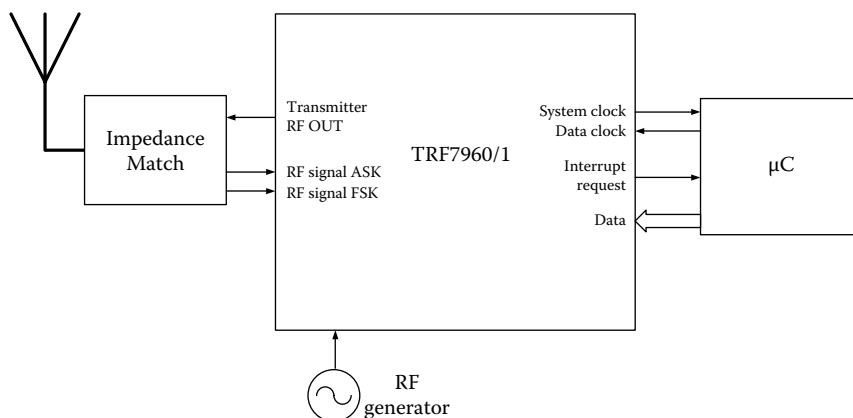 Impedance
Match
Transmitter
RF OUT
RF signal ASK
RF signal FSK
TRF7960/1
System clock
Data clock
Interrupt
request
Data
μC
RF
generator